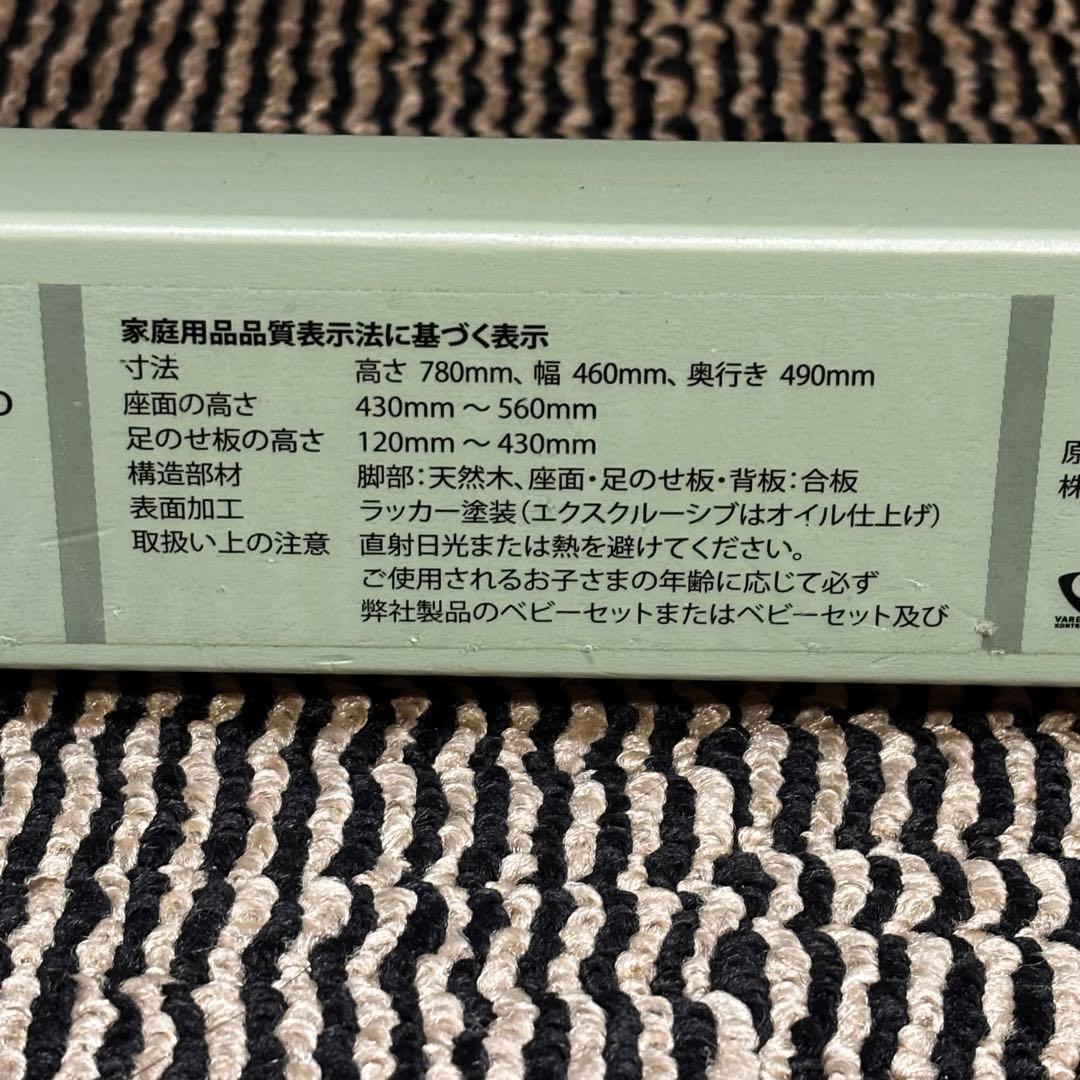 家庭用品品質表示法に基づく表示
寸法 高さ 780mm、幅 460mm、奥行き 490mm
座面の高さ 430mm 〜 560mm
足のせ板の高さ 120mm 〜 430mm
構造部材 脚部：天然木、座面・足のせ板・背板：合板
表面加工 ラッカー塗装（エクスクルーシブはオイル仕上げ）
取扱い上の注意 直射日光または熱を避けてください。
ご使用されるお子さまの年齢に応じて必ず
弊社製品のベビーセットまたはベビーセット及び
原
株
VARE
KONTR